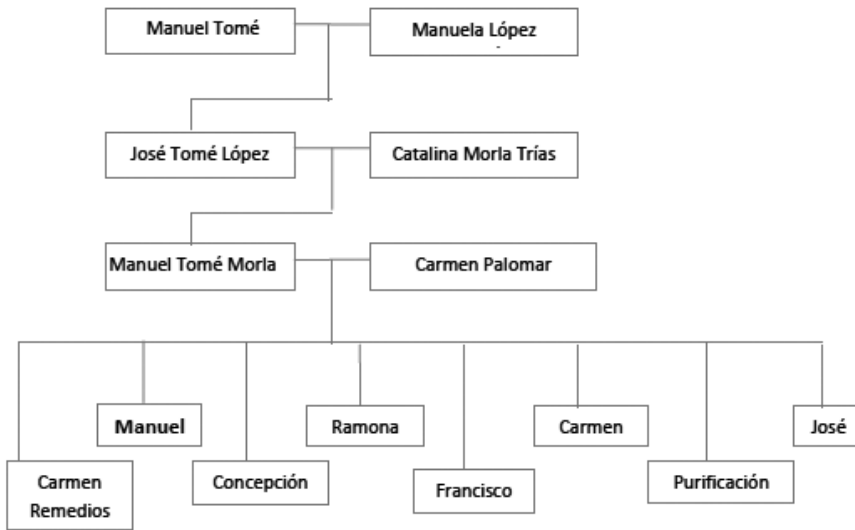 Manuel Tomé
Manuela López
José Tomé López
Catalina Morla Trías
Manuel Tomé Morla
Carmen Palomar
Manuel
Ramona
Carmen
José
Carmen
Remedios
Concepción
Francisco
Purificación